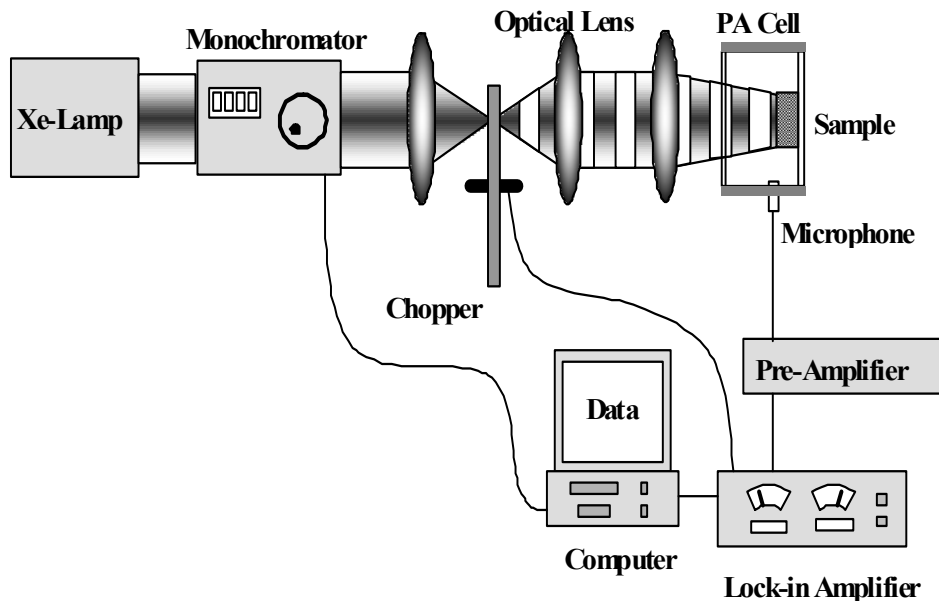 Optical Lens
PA Cell
Monochromator
Xe-Lamp
Sample
Microphone
Chopper
Pre-Amplifier
Data
Computer
Lock-in Amplifier